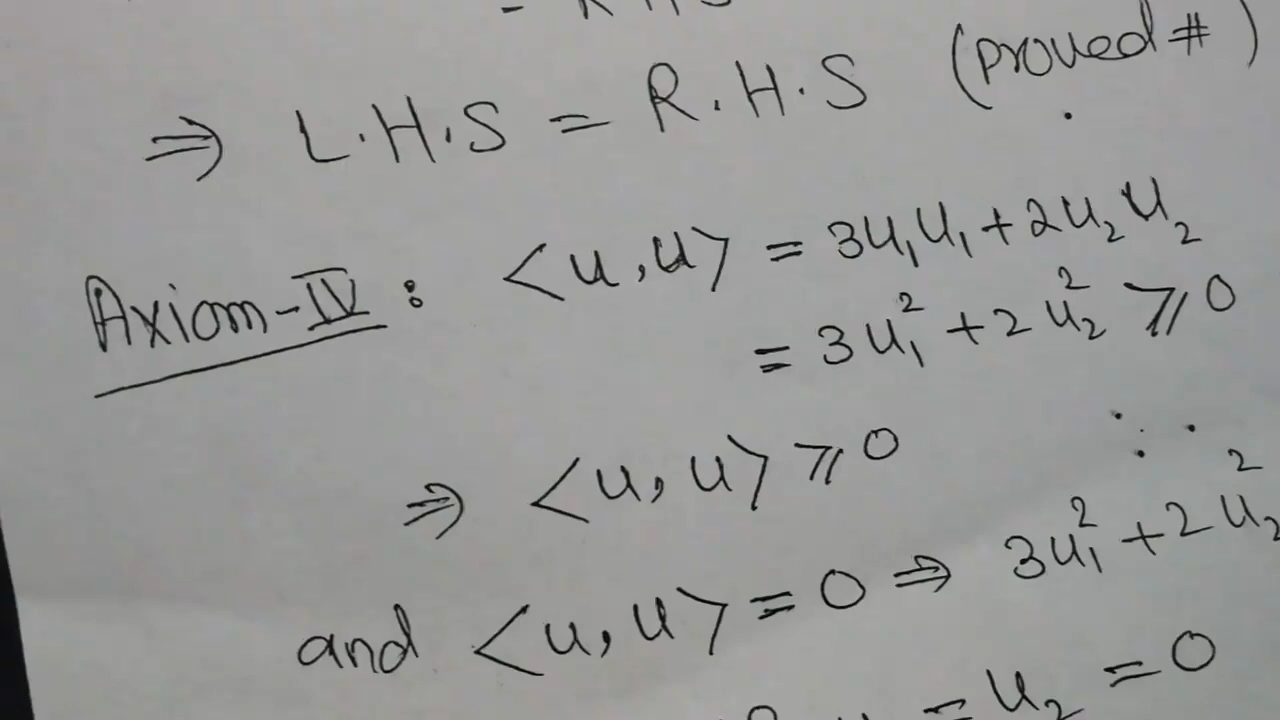 = R H S
⇒ L.H.S = R.H.S (proved #)
Axiom-IV : <u,u> = 3u₁u₁ + 2u₂u₂
= 3u₁² + 2u₂² ⩾ 0
⇒ <u,u> ⩾ 0 ∵
and <u,u> = 0 ⇒ 3u₁² + 2u₂²
= u₂ = 0